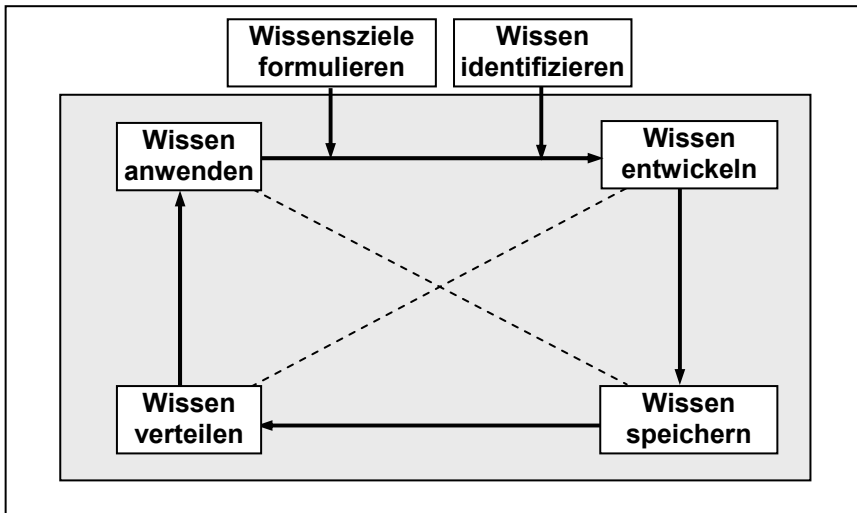 Wissensziele
formulieren
Wissen
identifizieren
Wissen
anwenden
Wissen
entwickeln
Wissen
verteilen
Wissen
speichern